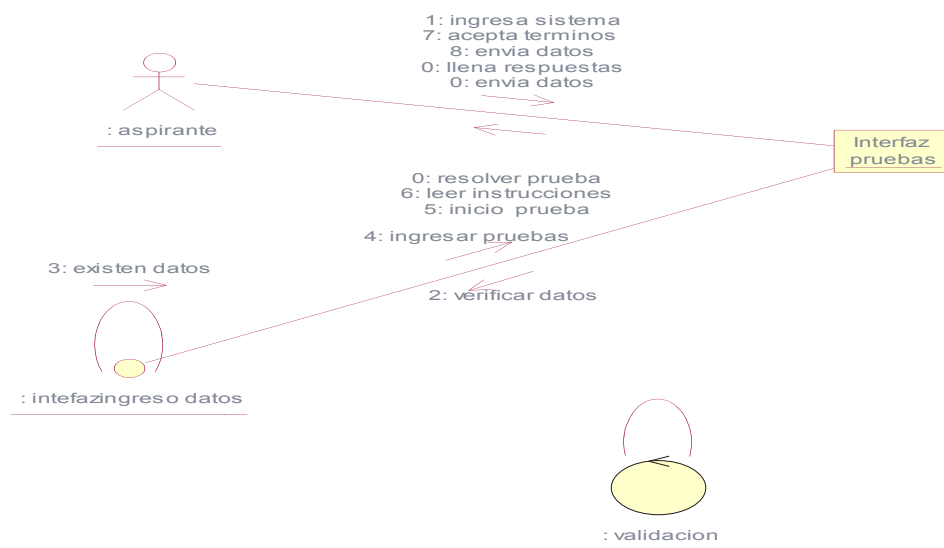 1: ingresa sistema
7: acepta terminos
8: envia datos
0: llena respuestas
0: envia datos
: aspirante
Interfaz
pruebas
0: resolver prueba
6: leer instrucciones
5: inicio prueba
4: ingresar pruebas
3: existen datos
2: verificar datos
: intefazingreso datos
: validacion